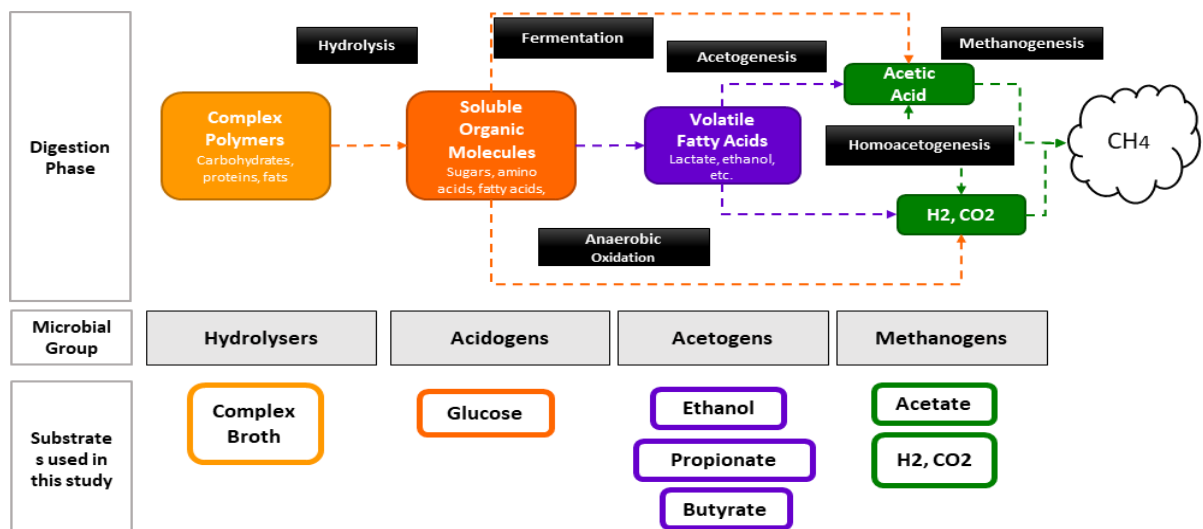 Digestion
Phase
Hydrolysis
Fermentation
Acetogenesis
Methanogenesis
Complex
Polymers
Carbohydrates,
proteins, fats
Soluble
Organic
Molecules
Sugars, amino
acids, fatty acids,
Volatile
Fatty Acids
Lactate, ethanol,
etc.
Acetic
Acid
Homoacetogenesis
H2, CO2
CH4
Anaerobic
Oxidation
Microbial
Group
Hydrolysers
Acidogens
Acetogens
Methanogens
Substrate
s used in
this study
Complex
Broth
Glucose
Ethanol
Propionate
Butyrate
Acetate
H2, CO2